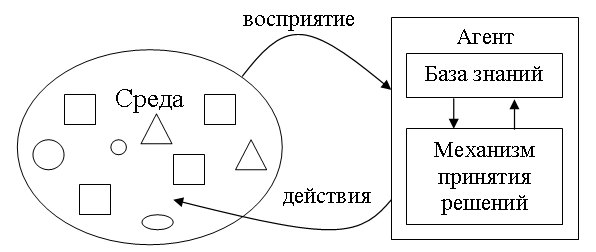 восприятие
Агент
База знаний
Среда
Механизм
принятия
решений
действия